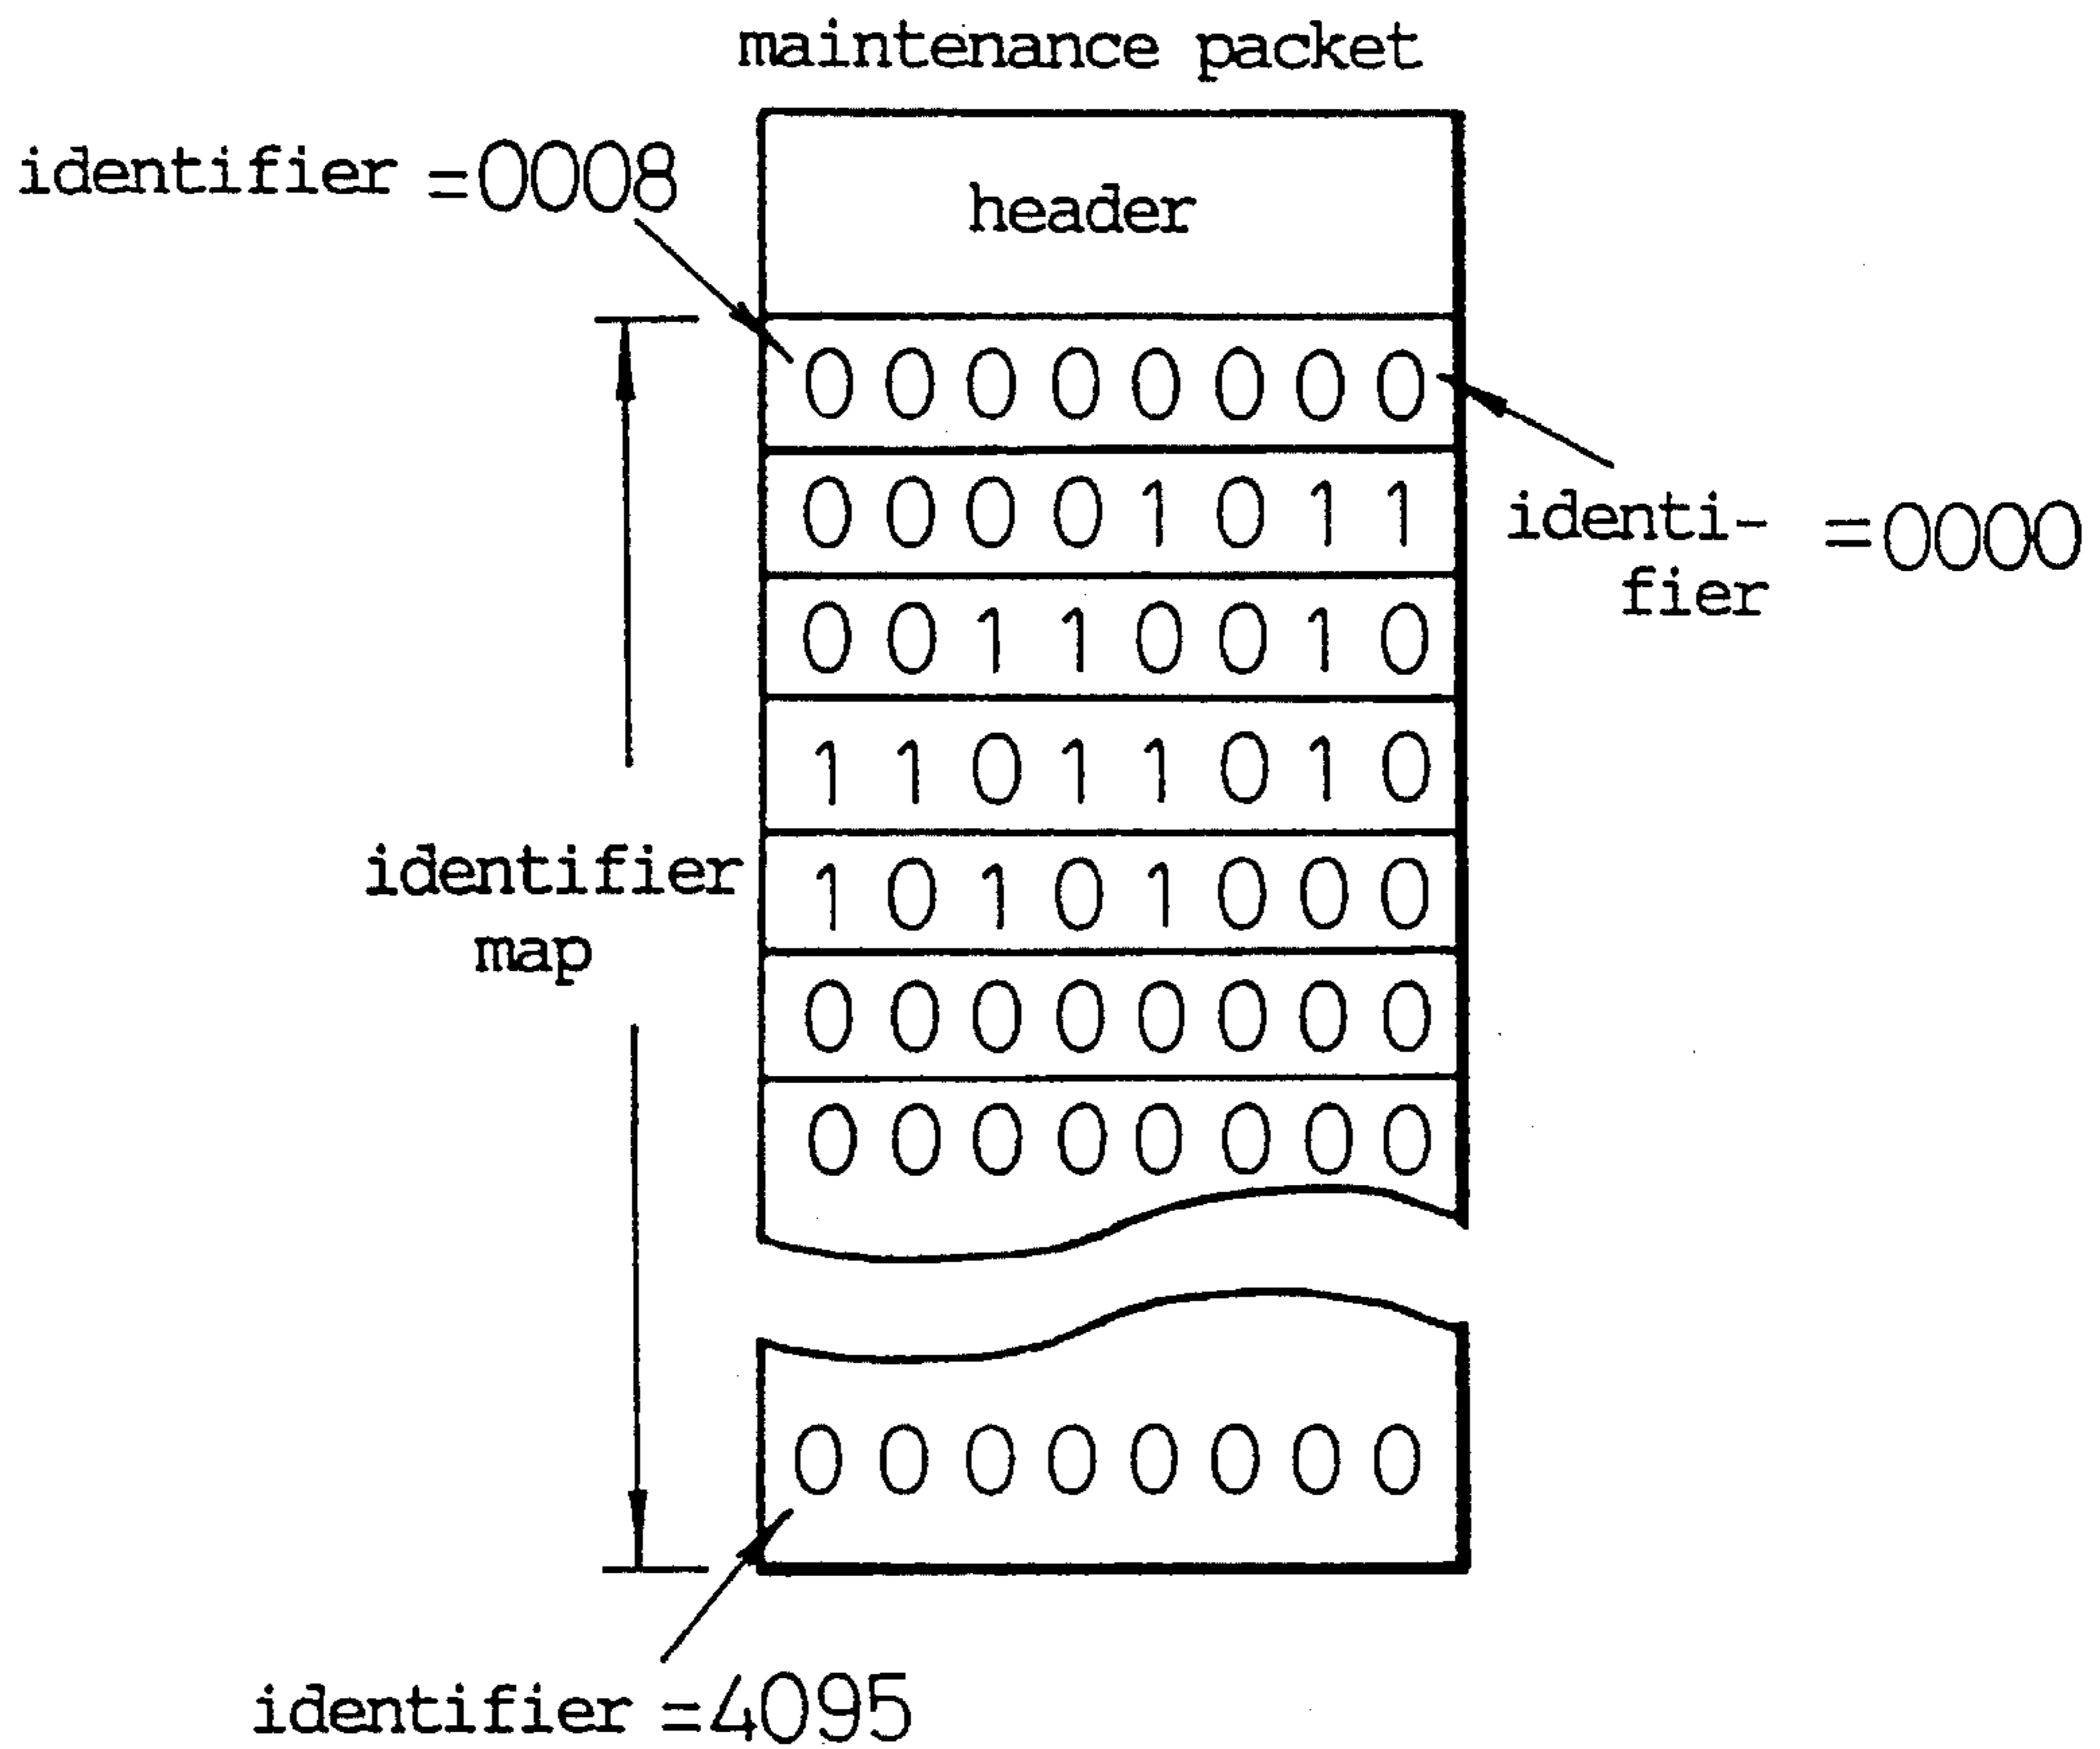 maintenance packet
identifier =0008
header
0 0 0 0 0 0 0 0
0 0 0 0 1 0 1 1
identi- =0000
fier
0 0 1 1 0 0 1 0
1 1 0 1 1 0 1 0
identifier
map
1 0 1 0 1 0 0 0
0 0 0 0 0 0 0 0
0 0 0 0 0 0 0 0
0 0 0 0 0 0 0 0
identifier =4095